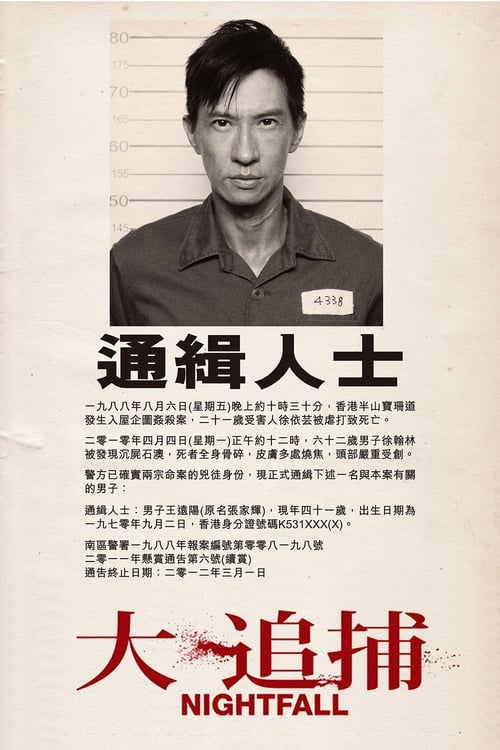 80
175
70
165
60
155
50
145
4338
通緝人士
一九八八年八月六日(星期五)晚上約十時三十分，香港半山寶珊道
發生入屋企圖姦殺案，二十一歲受害人徐依芸被虐打致死亡。
二零一零年四月四日(星期一)正午約十二時，六十二歲男子徐翰林
被發現沉屍石澳，死者全身骨碎，皮膚多處燒焦，頭部嚴重受創。
警方已確實兩宗命案的兇徒身份，現正式通緝下述一名與本案有關
的男子：
通緝人士：男子王遠陽(原名張家輝)，現年四十一歲，出生日期為
一九七零年九月二日，香港身分證號碼K531XXX(X)。
南區警署一九八八年報案編號第零零八一九八號
二零一一年懸賞通告第六號(續賞)
通告終止日期：二零一二年三月一日
大追捕
NIGHTFALL